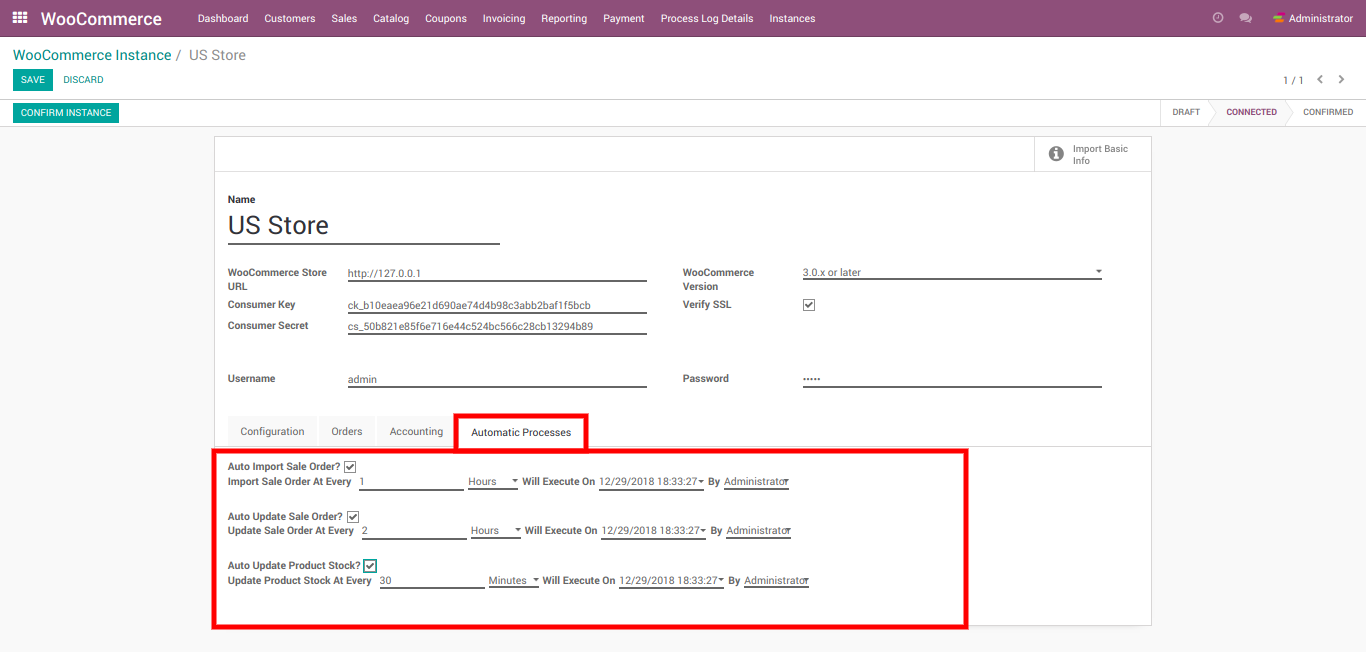 WooCommerce Dashboard Customers Sales Catalog Coupons Invoicing Reporting Payment Process Log Details Instances Administrator
WooCommerce Instance / US Store
SAVE DISCARD 1 / 1
CONFIRM INSTANCE DRAFT CONNECTED CONFIRMED
Import Basic
Info
Name
US Store
WooCommerce Store
URL
http://127.0.0.1
WooCommerce
Version
3.0.x or later
Consumer Key ck_b10eaea96e21d690ae74d4b98c3abb2baf1f5bcb Verify SSL
Consumer Secret cs_50b821e85f6e716e44c524bc566c28cb13294b89
Username admin Password •••••
Configuration Orders Accounting Automatic Processes
Auto Import Sale Order?
Import Sale Order At Every 1 Hours Will Execute On 12/29/2018 18:33:27 By Administrator
Auto Update Sale Order?
Update Sale Order At Every 2 Hours Will Execute On 12/29/2018 18:33:27 By Administrator
Auto Update Product Stock?
Update Product Stock At Every 30 Minutes Will Execute On 12/29/2018 18:33:27 By Administrator